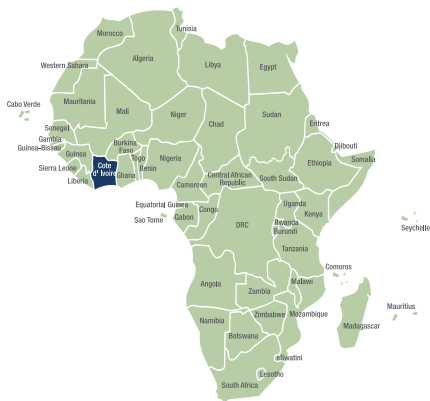 Tunisia
Morocco
Algeria
Libya
Egypt
Western Sahara
Cabo Verde
Mauritania
Mali
Niger
Chad
Sudan
Eritrea
Senegal
Gambia
Guinea-Bissau
Guinea
Burkina
Faso
Togo
Benin
Nigeria
Djibouti
Somalia
Ethiopia
Sierra Leone
Cote
d' Ivoire
Ghana
Liberia
Cameroon
Central African
Republic
South Sudan
Equatorial Guinea
Sao Tome
Gabon
Congo
DRC
Uganda
Kenya
Rwanda
Burundi
Seychelle
Tanzania
Comoros
Angola
Zambia
Malawi
Mozambique
Mauritius
Madagascar
Zimbabwe
Namibia
Botswana
eSwatini
Lesotho
South Africa